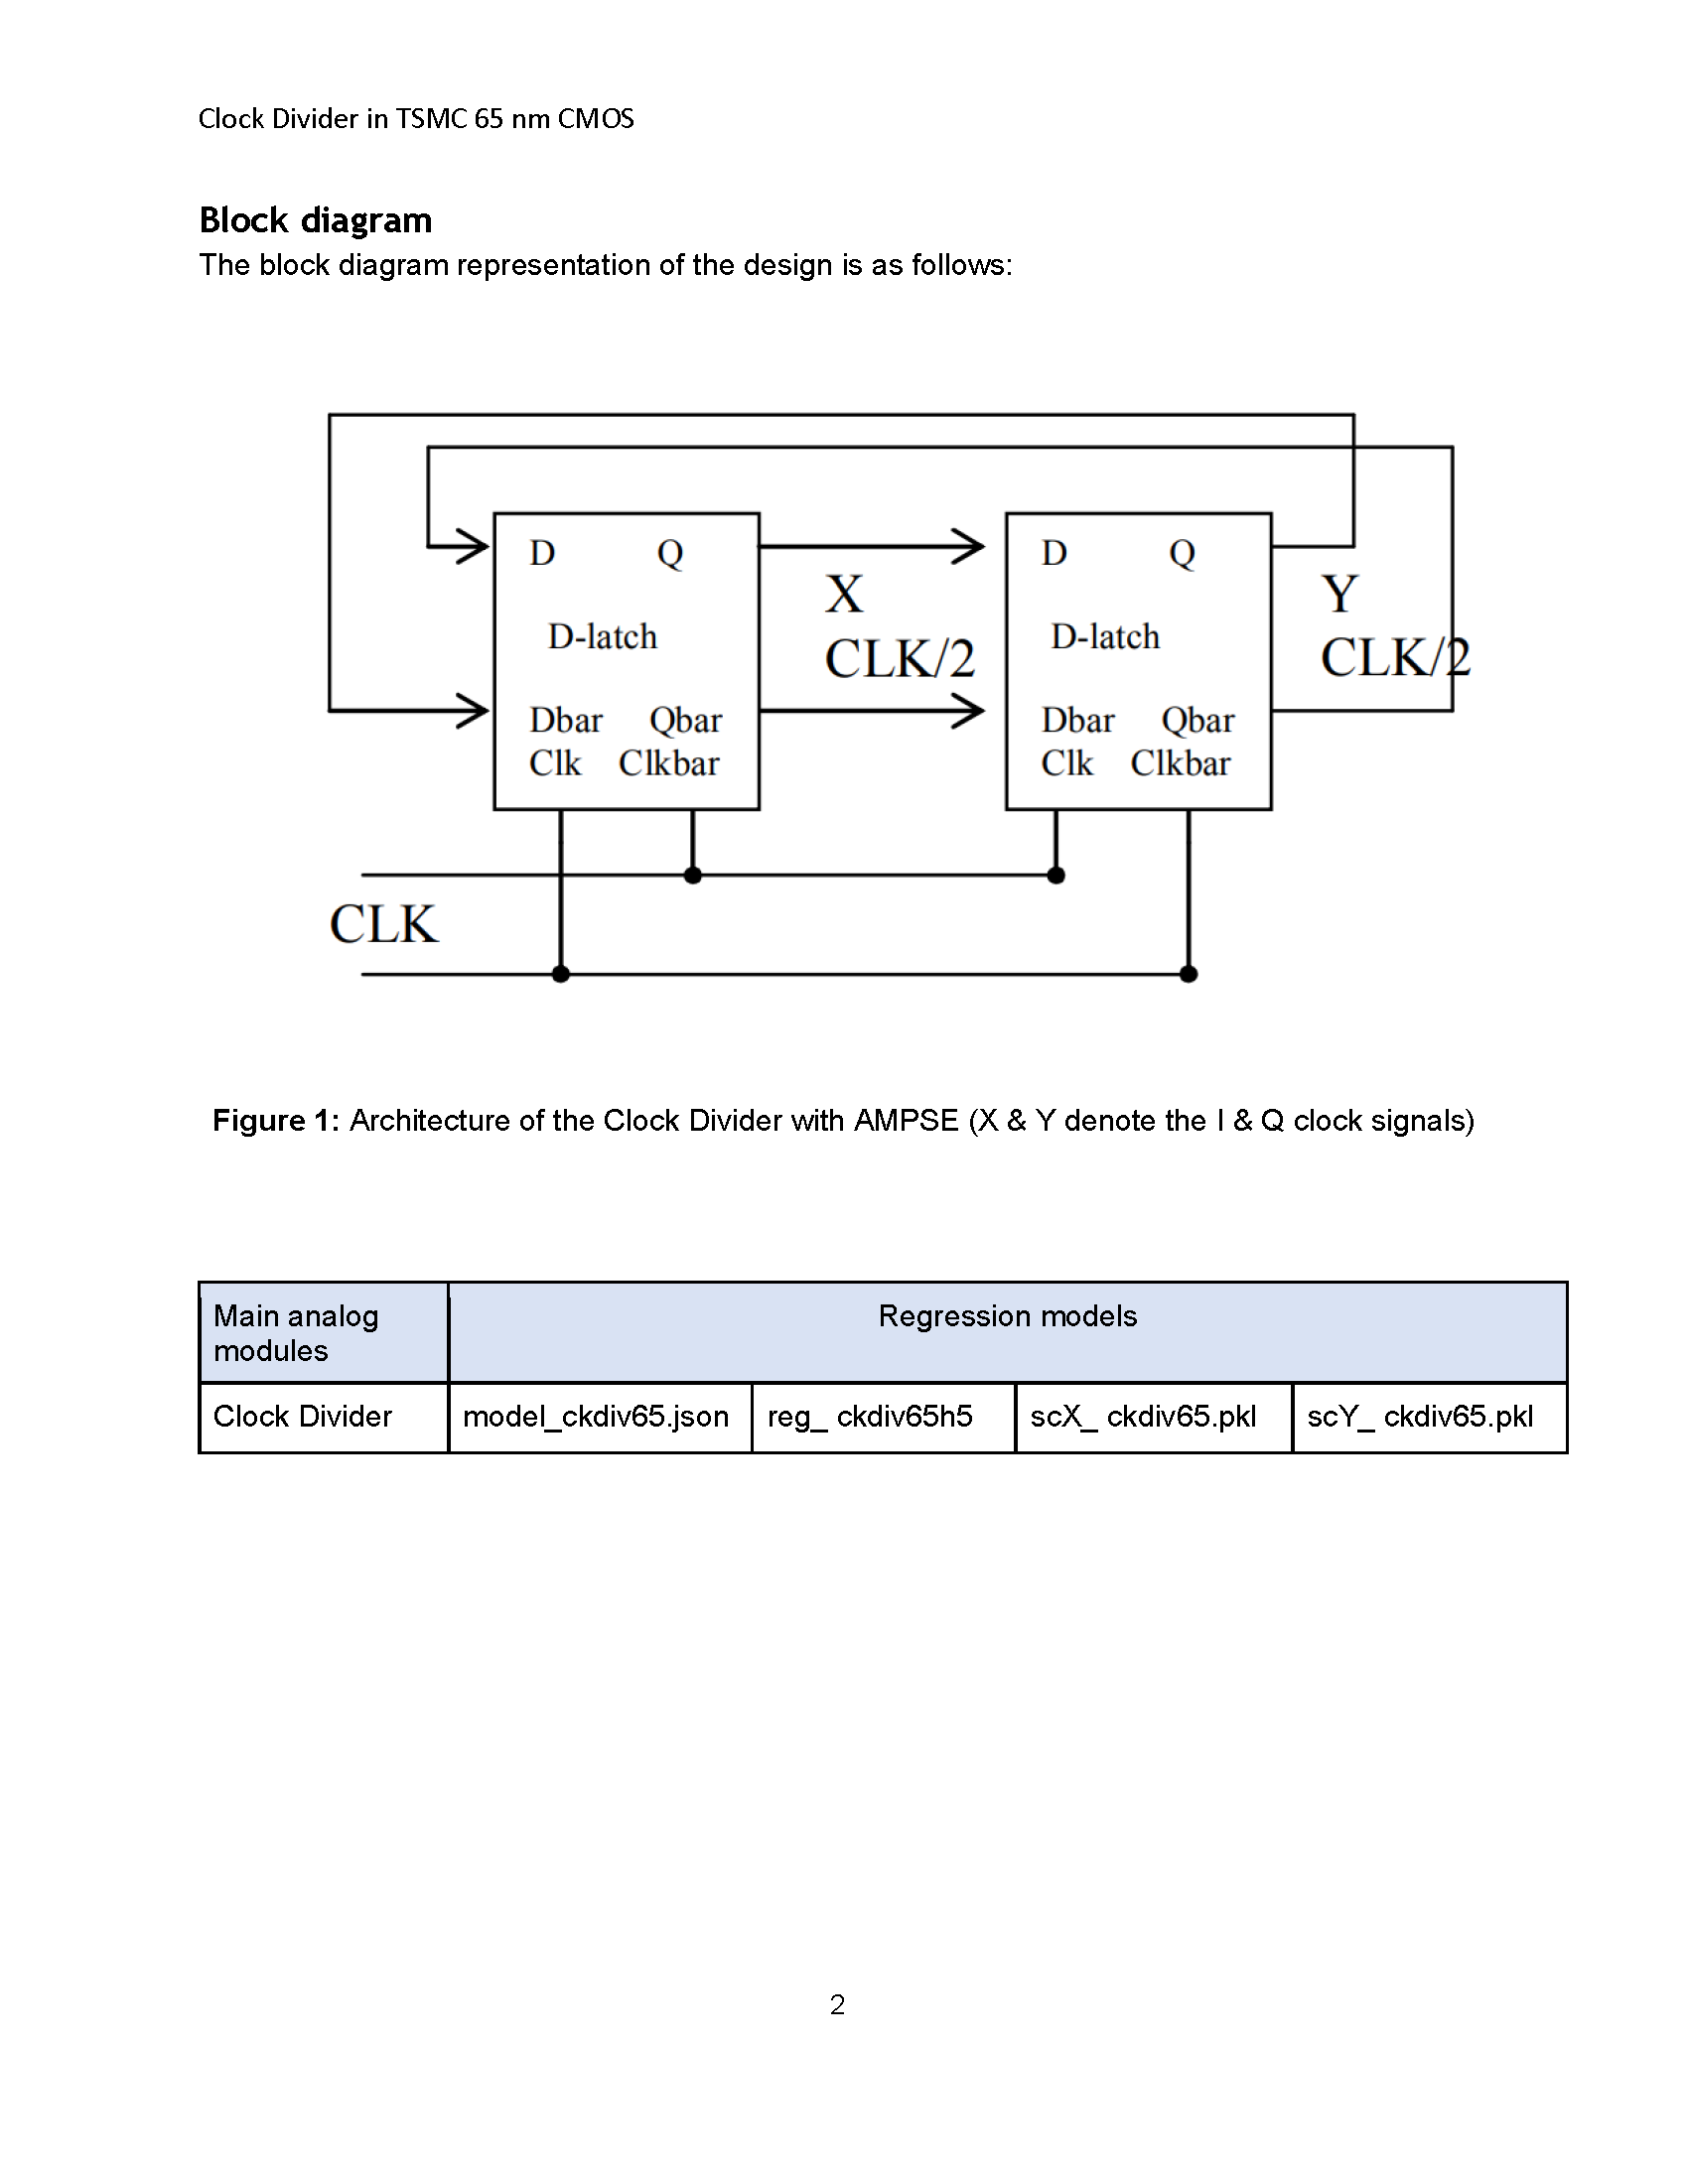 Clock Divider in TSMC 65 nm CMOS
Block diagram
The block diagram representation of the design is as follows:
D Q
D-latch
Dbar Qbar
Clk Clkbar
X
CLK/2
D Q
D-latch
Dbar Qbar
Clk Clkbar
Y
CLK/2
CLK
Figure 1: Architecture of the Clock Divider with AMPSE (X & Y denote the I & Q clock signals)
Main analog
modules
Regression models
Clock Divider model_ckdiv65.json reg_ ckdiv65h5 scX_ ckdiv65.pkl scY_ ckdiv65.pkl
2